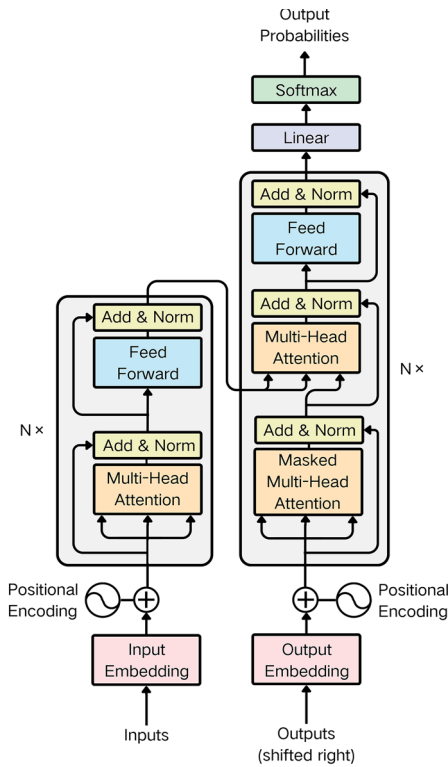 Output
Probabilities
Softmax
Linear
Add & Norm
Feed
Forward
Add & Norm
Multi-Head
Attention
N×
Add & Norm
Masked
Multi-Head
Attention
Add & Norm
Feed
Forward
N×
Add & Norm
Multi-Head
Attention
Positional
Encoding
Positional
Encoding
Input
Embedding
Output
Embedding
Inputs
Outputs
(shifted right)